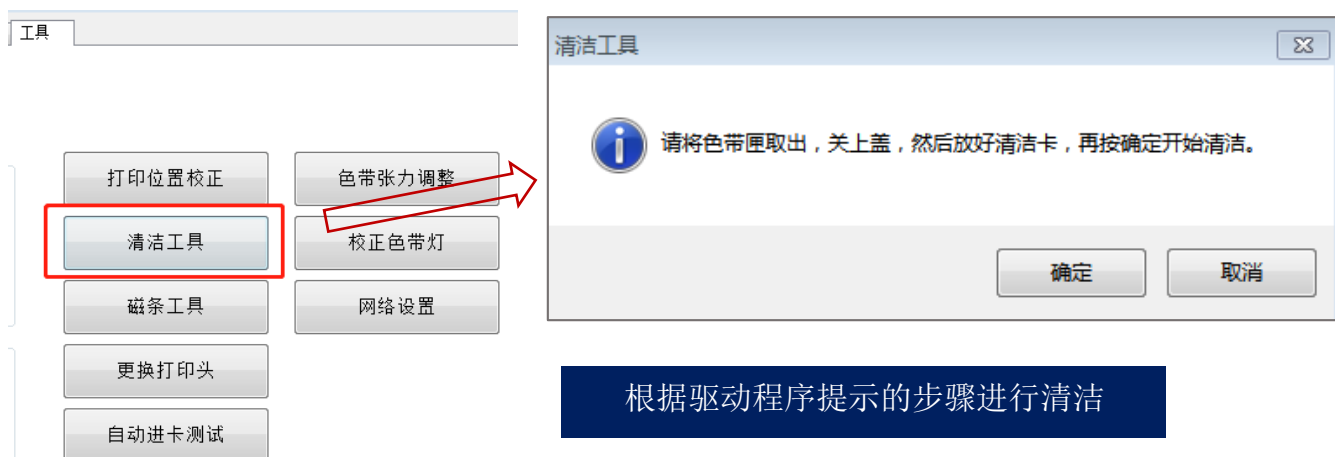 工具
打印位置校正
色带张力调整
清洁工具
校正色带灯
磁条工具
网络设置
更换打印头
自动进卡测试
清洁工具
请将色带匣取出，关上盖，然后放好清洁卡，再按确定开始清洁。
确定
取消
根据驱动程序提示的步骤进行清洁